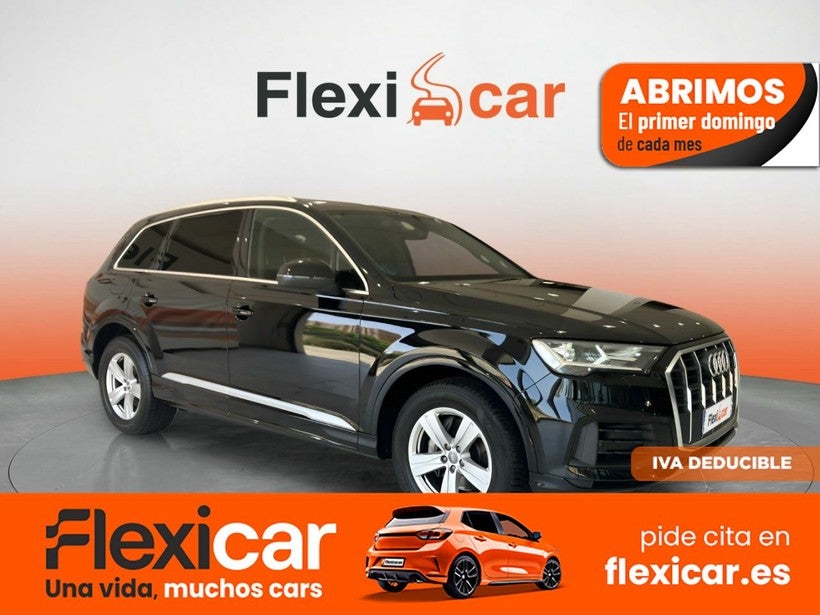 Flexicar
ABRIMOS
El primer domingo
de cada mes
Flexicar
IVA DEDUCIBLE
Flexicar
Una vida, muchos cars
pide cita en
flexicar.es